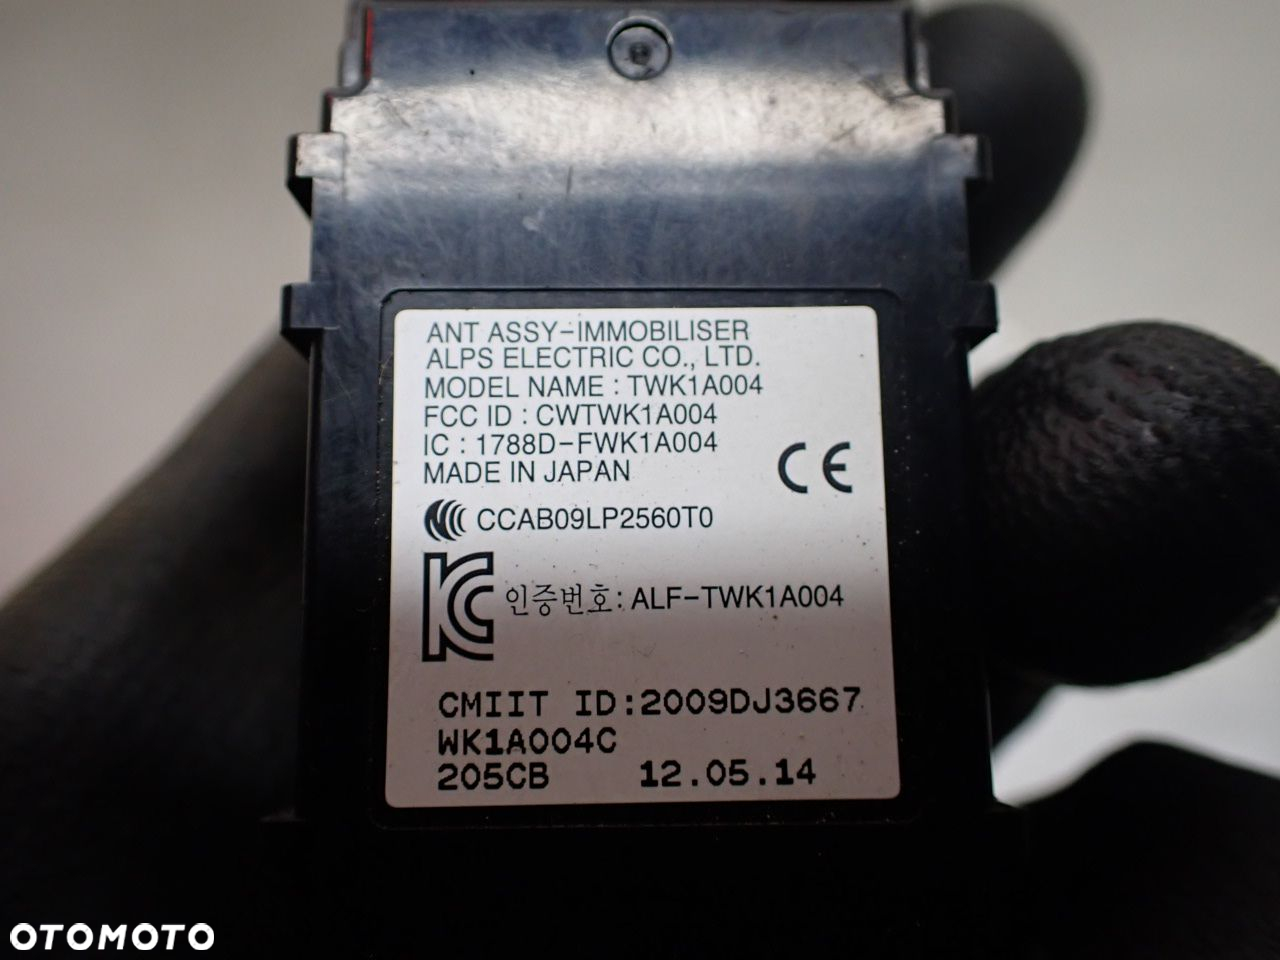 ANT ASSY-IMMOBILISER
ALPS ELECTRIC CO., LTD.
MODEL NAME : TWK1A004
FCC ID : CWTWK1A004
IC : 1788D-FWK1A004
MADE IN JAPAN
CE
CCAB09LP2560T0
인증번호: ALF-TWK1A004
CMIIT ID:2009DJ3667
WK1A004C
205CB 12.05.14
OTOMOTO